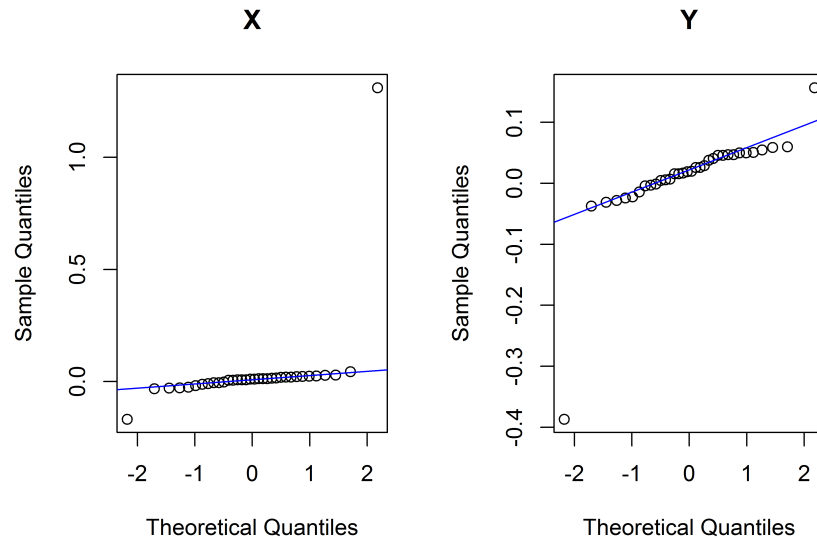 X
Sample Quantiles
1.0
0.5
0.0
-2 -1 0 1 2
Theoretical Quantiles
Y
Sample Quantiles
0.1
0.0
-0.1
-0.2
-0.3
-0.4
-2 -1 0 1 2
Theoretical Quantiles